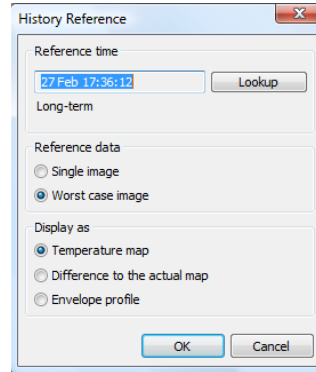 History Reference
Reference time
27 Feb 17:36:12 Lookup
Long-term
Reference data
Single image
Worst case image
Display as
Temperature map
Difference to the actual map
Envelope profile
OK Cancel